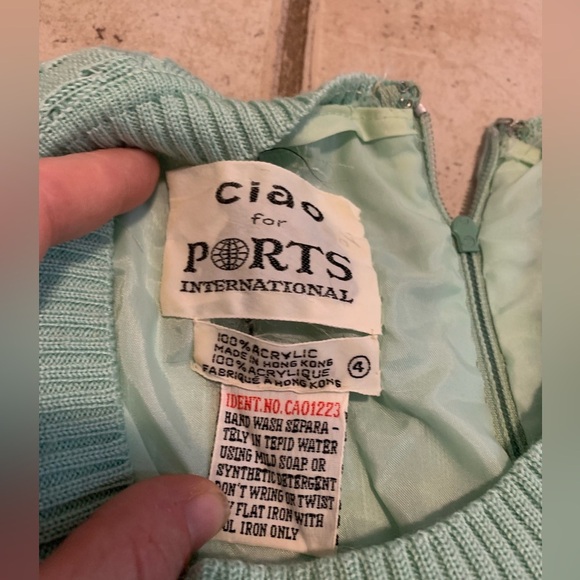 ciao
for
PORTS
INTERNATIONAL
100% ACRYLIC
MADE IN HONG KONG
100% ACRYLIQUE
FABRIQUÉ A HONG KONG
4
IDENT.NO.CA01223
HAND WASH SEPARA-
TELY IN TEPID WATER
USING MILD SOAP OR
SYNTHETIC DETERGENT
DON'T WRING OR TWIST
FLAT IRON WITH
IRON ONLY